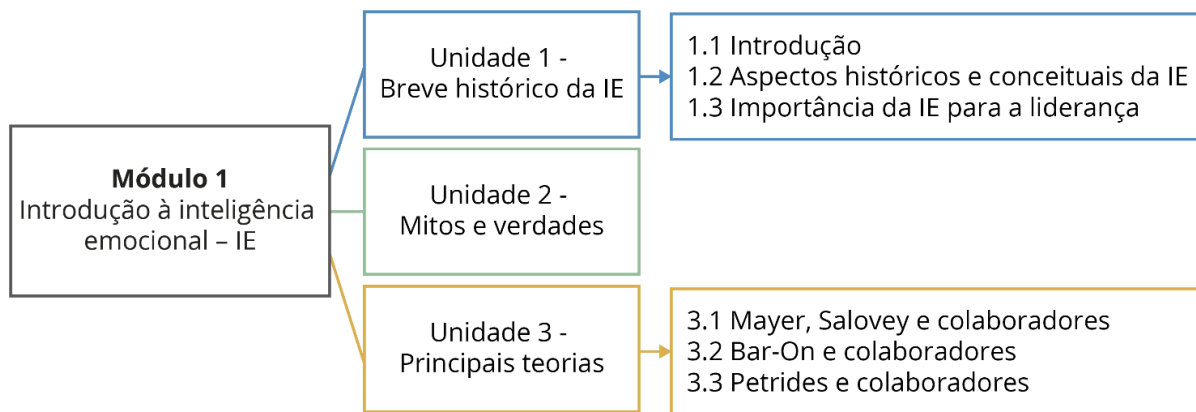 Módulo 1
Introdução à inteligência
emocional – IE
Unidade 1 -
Breve histórico da IE
1.1 Introdução
1.2 Aspectos históricos e conceituais da IE
1.3 Importância da IE para a liderança
Unidade 2 -
Mitos e verdades
Unidade 3 -
Principais teorias
3.1 Mayer, Salovey e colaboradores
3.2 Bar-On e colaboradores
3.3 Petrides e colaboradores